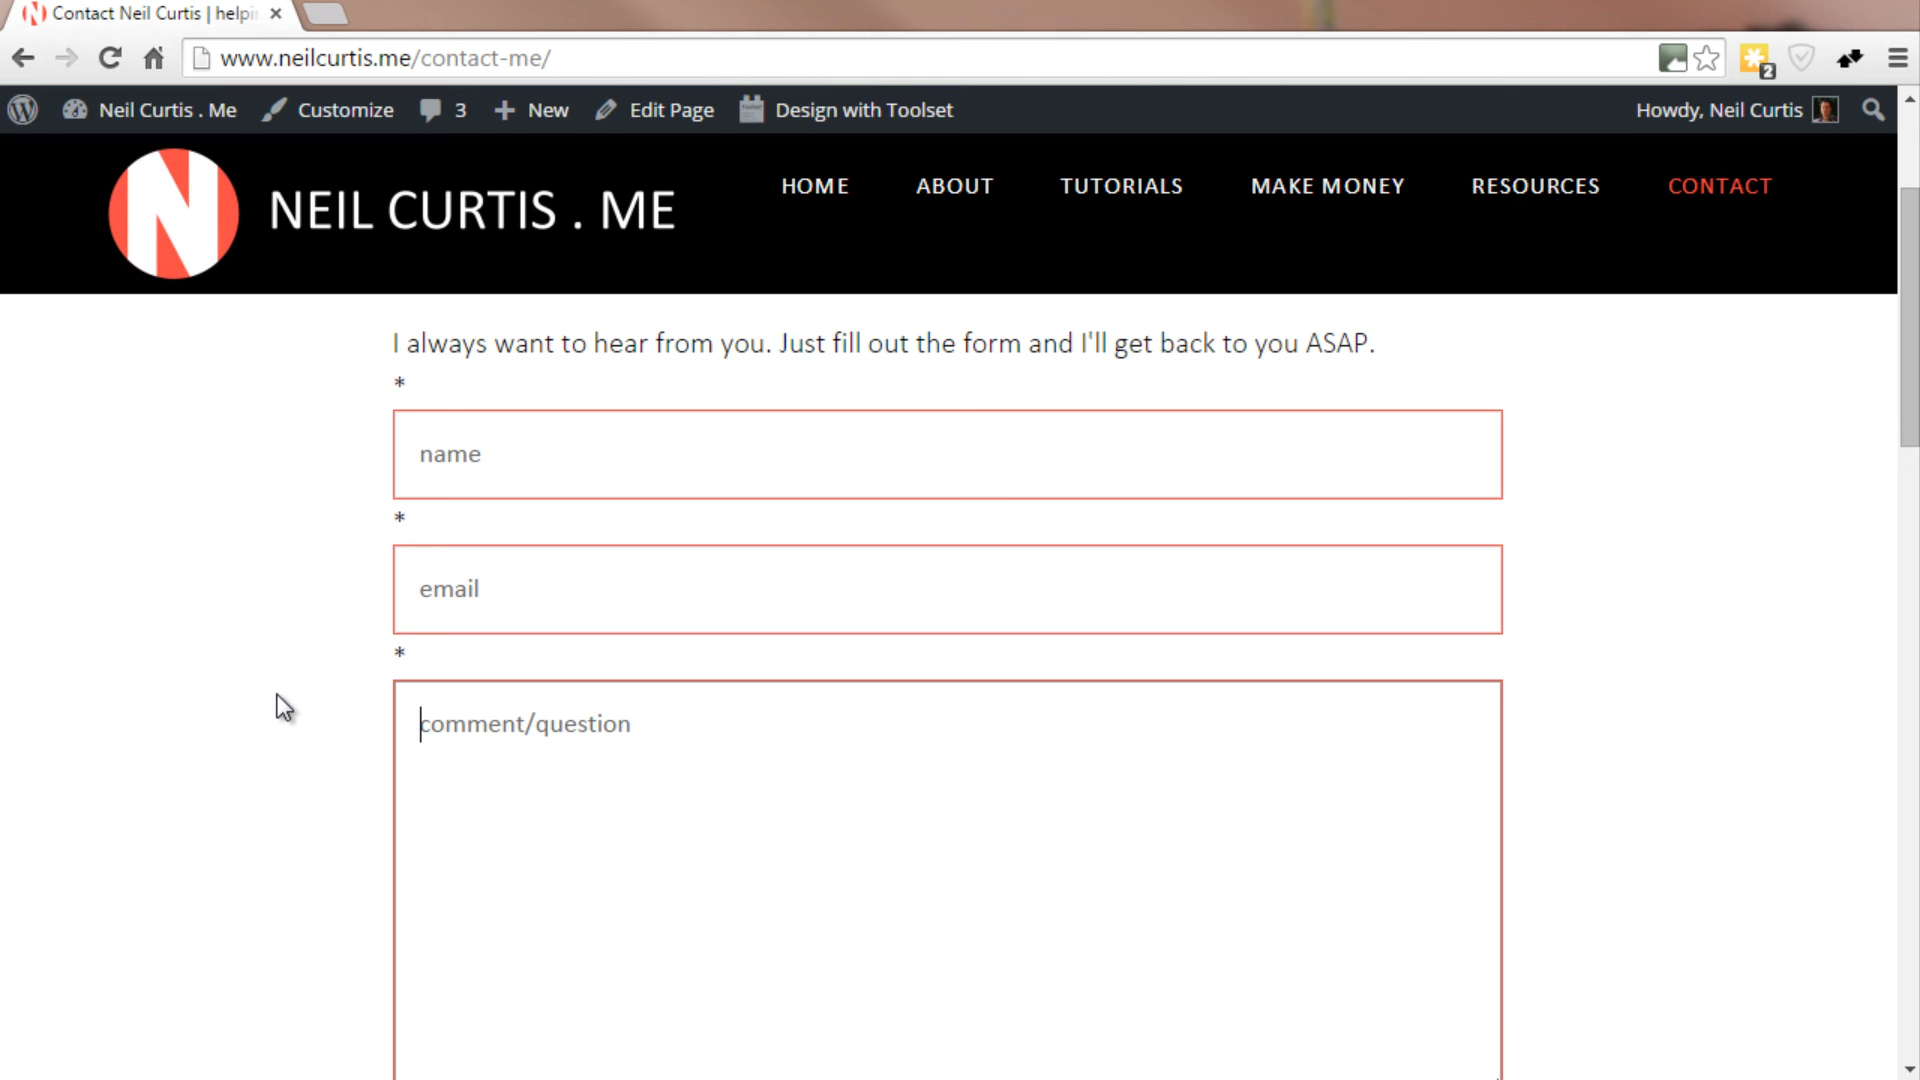 Contact Neil Curtis | helpi
www.neilcurtis.me/contact-me/
2
Neil Curtis . Me Customize 3 New Edit Page Design with Toolset Howdy, Neil Curtis
N NEIL CURTIS . ME HOME ABOUT TUTORIALS MAKE MONEY RESOURCES CONTACT
I always want to hear from you. Just fill out the form and I'll get back to you ASAP.
*
name
*
email
*
comment/question